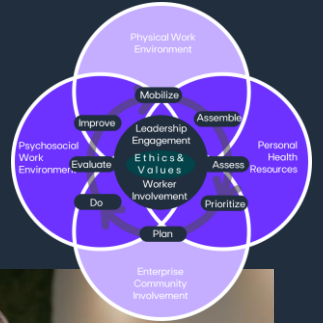 Physical Work
Environment
Mobilize
Improve
Assemble
Leadership
Engagement
Psychosocial
Work
Environment
Evaluate
Ethics &
Values
Assess
Personal
Health
Resources
Worker
Involvement
Do
Prioritize
Plan
Enterprise
Community
Involvement